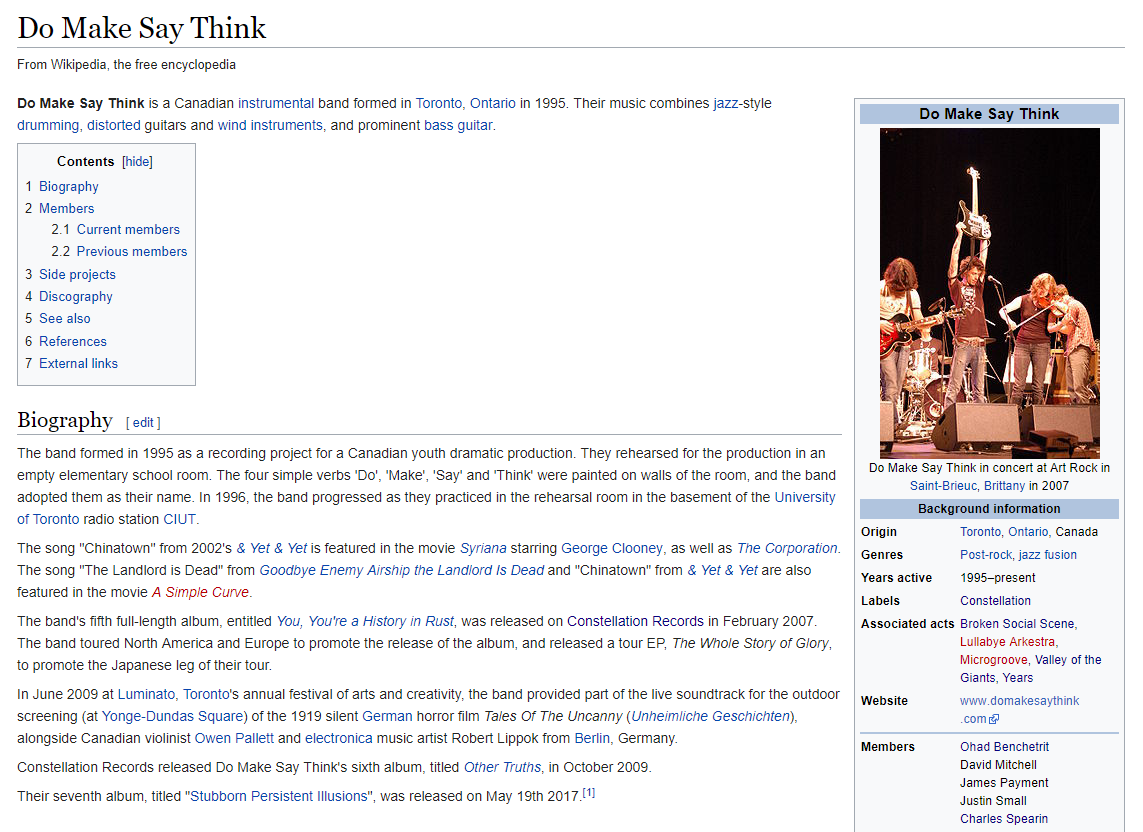 Do Make Say Think
From Wikipedia, the free encyclopedia
Do Make Say Think is a Canadian instrumental band formed in Toronto, Ontario in 1995. Their music combines jazz-style
drumming, distorted guitars and wind instruments, and prominent bass guitar.
Contents [hide]
1 Biography
2 Members
2.1 Current members
2.2 Previous members
3 Side projects
4 Discography
5 See also
6 References
7 External links
Biography [ edit ]
The band formed in 1995 as a recording project for a Canadian youth dramatic production. They rehearsed for the production in an
empty elementary school room. The four simple verbs 'Do', 'Make', 'Say' and 'Think' were painted on walls of the room, and the band
adopted them as their name. In 1996, the band progressed as they practiced in the rehearsal room in the basement of the University
of Toronto radio station CIUT.
The song "Chinatown" from 2002's & Yet & Yet is featured in the movie Syriana starring George Clooney, as well as The Corporation.
The song "The Landlord is Dead" from Goodbye Enemy Airship the Landlord Is Dead and "Chinatown" from & Yet & Yet are also
featured in the movie A Simple Curve.
The band's fifth full-length album, entitled You, You're a History in Rust, was released on Constellation Records in February 2007.
The band toured North America and Europe to promote the release of the album, and released a tour EP, The Whole Story of Glory,
to promote the Japanese leg of their tour.
In June 2009 at Luminato, Toronto's annual festival of arts and creativity, the band provided part of the live soundtrack for the outdoor
screening (at Yonge-Dundas Square) of the 1919 silent German horror film Tales Of The Uncanny (Unheimliche Geschichten),
alongside Canadian violinist Owen Pallett and electronica music artist Robert Lippok from Berlin, Germany.
Constellation Records released Do Make Say Think's sixth album, titled Other Truths, in October 2009.
Their seventh album, titled "Stubborn Persistent Illusions", was released on May 19th 2017.[1]
Do Make Say Think
Do Make Say Think in concert at Art Rock in
Saint-Brieuc, Brittany in 2007
Background information
Origin Toronto, Ontario, Canada
Genres Post-rock, jazz fusion
Years active 1995–present
Labels Constellation
Associated acts Broken Social Scene,
Lullabye Arkestra,
Microgroove, Valley of the
Giants, Years
Website www.domakesaythink
.com
Members Ohad Benchetrit
David Mitchell
James Payment
Justin Small
Charles Spearin